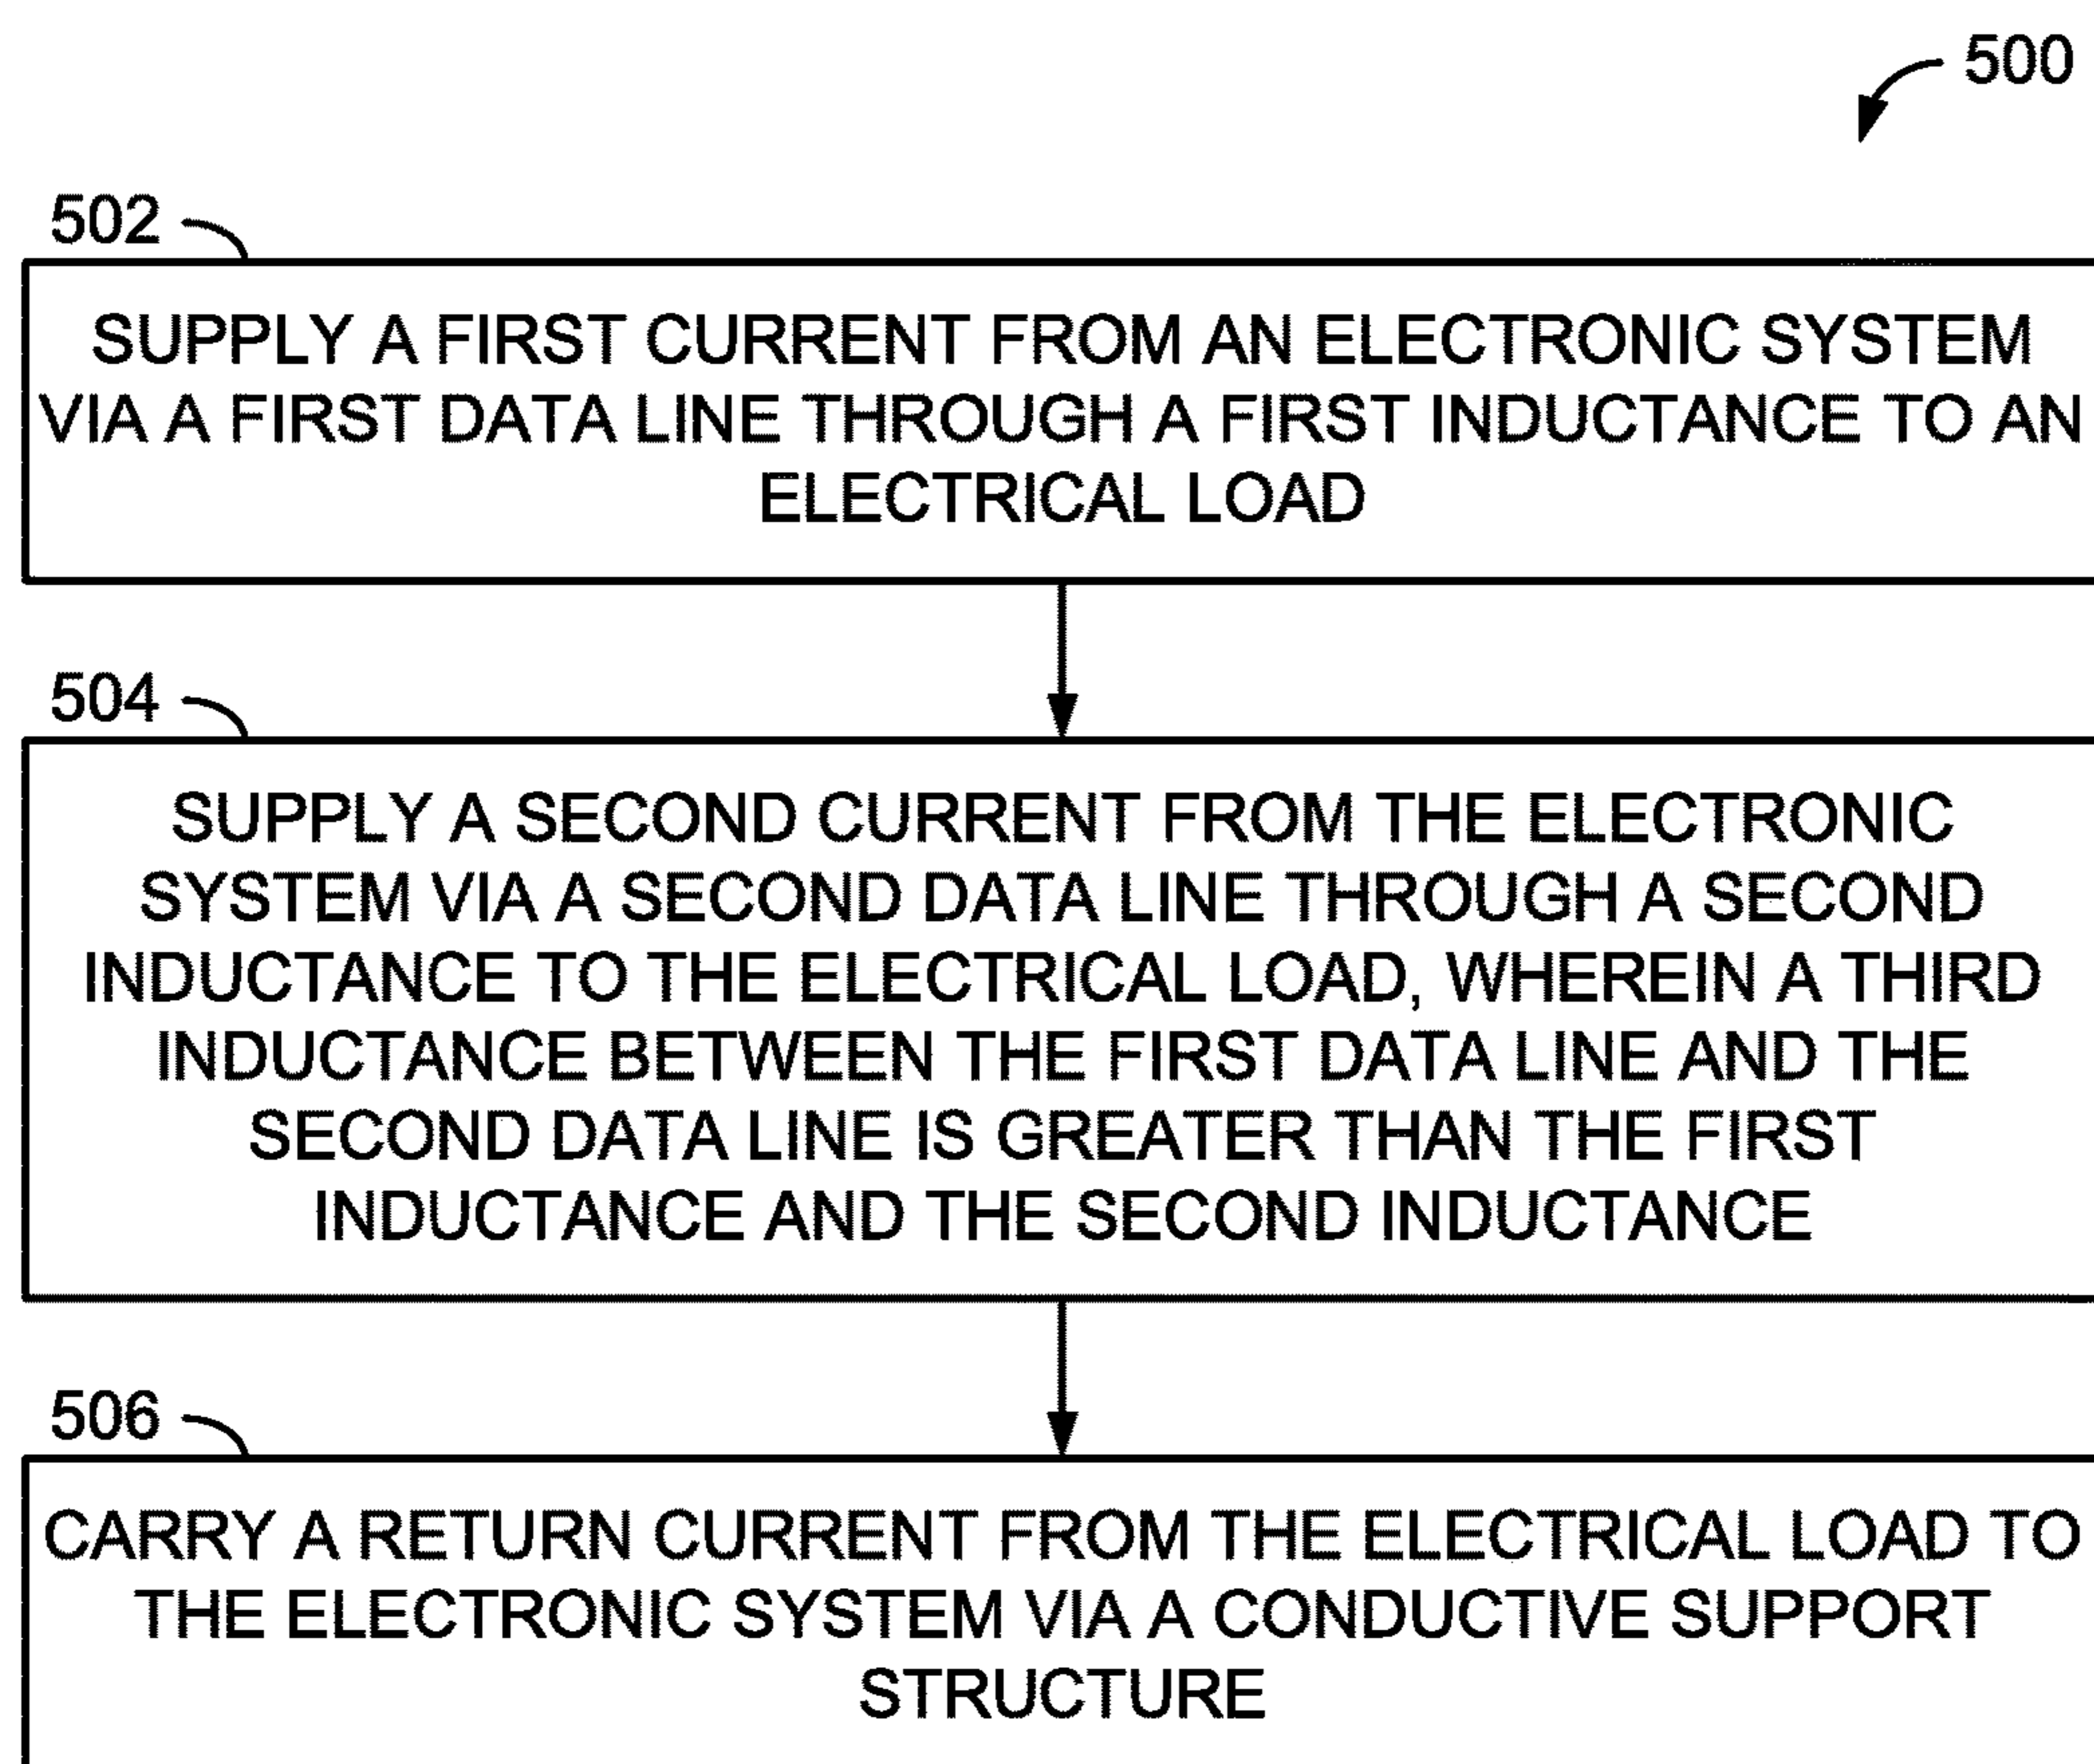 500
502
SUPPLY A FIRST CURRENT FROM AN ELECTRONIC SYSTEM
VIA A FIRST DATA LINE THROUGH A FIRST INDUCTANCE TO AN
ELECTRICAL LOAD
504
SUPPLY A SECOND CURRENT FROM THE ELECTRONIC
SYSTEM VIA A SECOND DATA LINE THROUGH A SECOND
INDUCTANCE TO THE ELECTRICAL LOAD, WHEREIN A THIRD
INDUCTANCE BETWEEN THE FIRST DATA LINE AND THE
SECOND DATA LINE IS GREATER THAN THE FIRST
INDUCTANCE AND THE SECOND INDUCTANCE
506
CARRY A RETURN CURRENT FROM THE ELECTRICAL LOAD TO
THE ELECTRONIC SYSTEM VIA A CONDUCTIVE SUPPORT
STRUCTURE